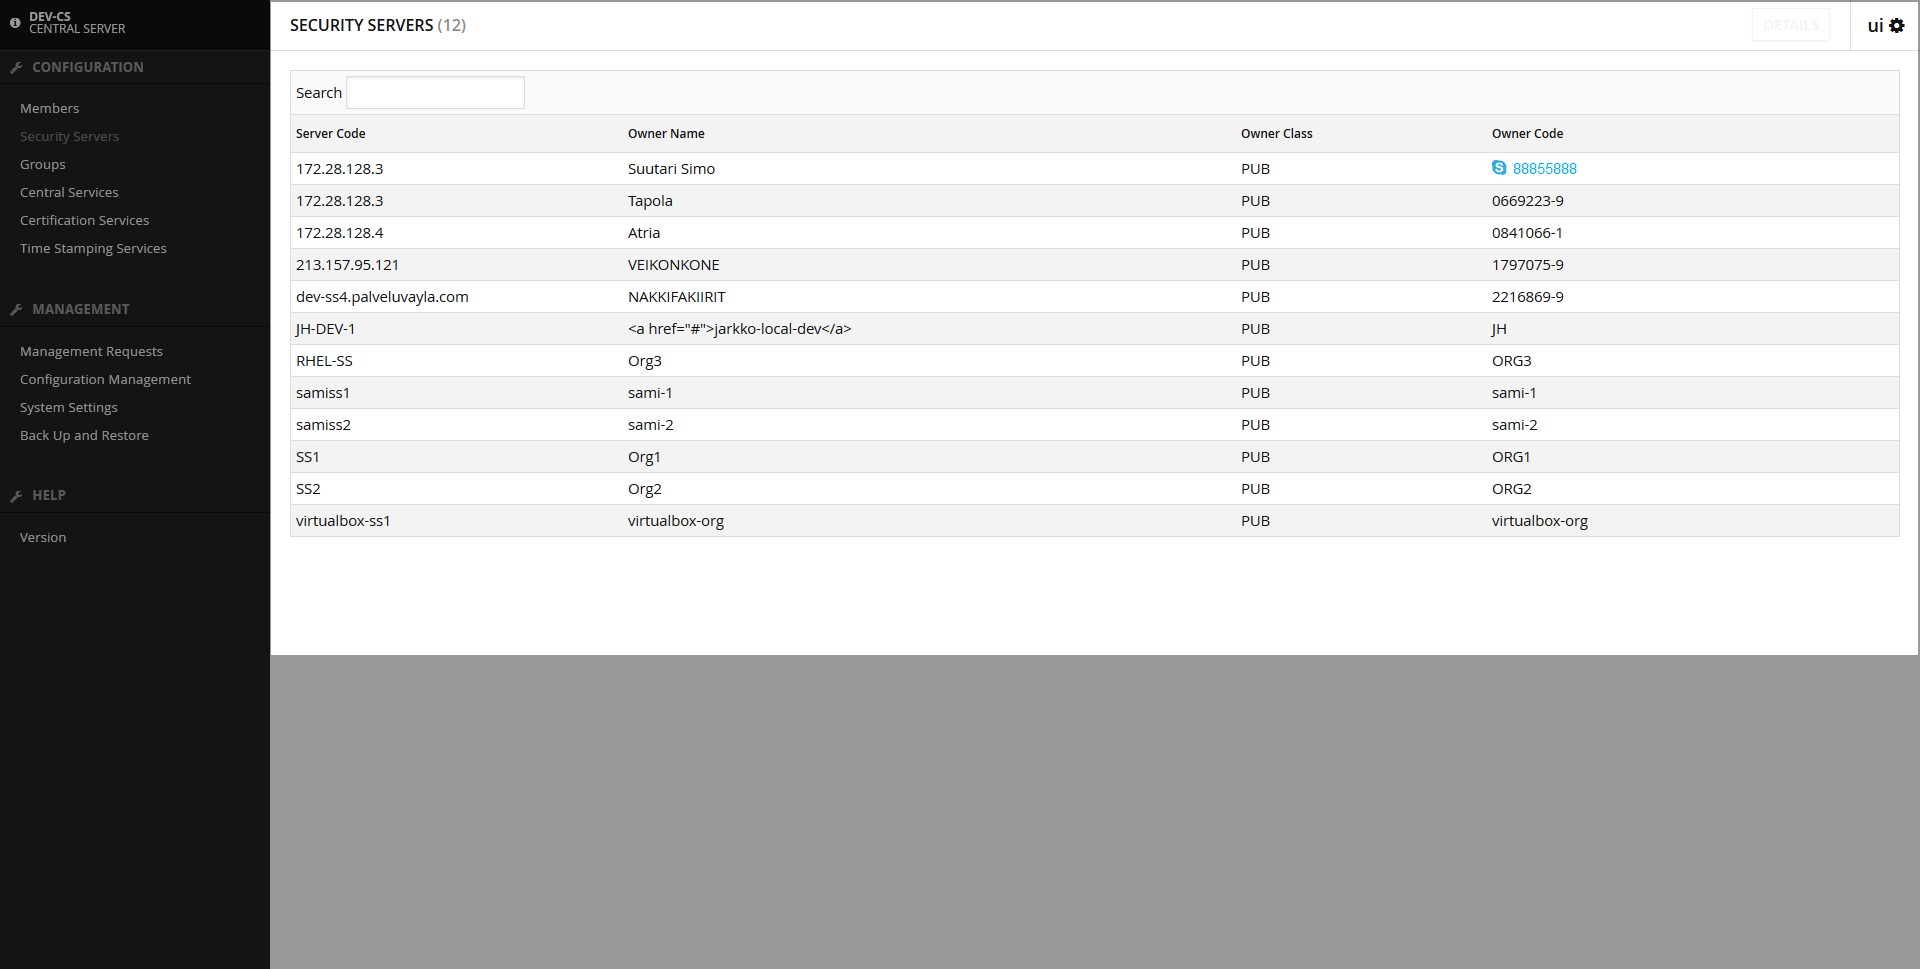 DEV-CS
CENTRAL SERVER
CONFIGURATION
Members
Security Servers
Groups
Central Services
Certification Services
Time Stamping Services
MANAGEMENT
Management Requests
Configuration Management
System Settings
Back Up and Restore
HELP
Version
SECURITY SERVERS (12)
DETAILS
ui
Search
Server Code Owner Name Owner Class Owner Code
172.28.128.3 Suutari Simo PUB 88855888
172.28.128.3 Tapola PUB 0669223-9
172.28.128.4 Atria PUB 0841066-1
213.157.95.121 VEIKONKONE PUB 1797075-9
dev-ss4.palveluvayla.com NAKKIFAKIIRIT PUB 2216869-9
JH-DEV-1 <a href="#">jarkko-local-dev</a> PUB JH
RHEL-SS Org3 PUB ORG3
samiss1 sami-1 PUB sami-1
samiss2 sami-2 PUB sami-2
SS1 Org1 PUB ORG1
SS2 Org2 PUB ORG2
virtualbox-ss1 virtualbox-org PUB virtualbox-org